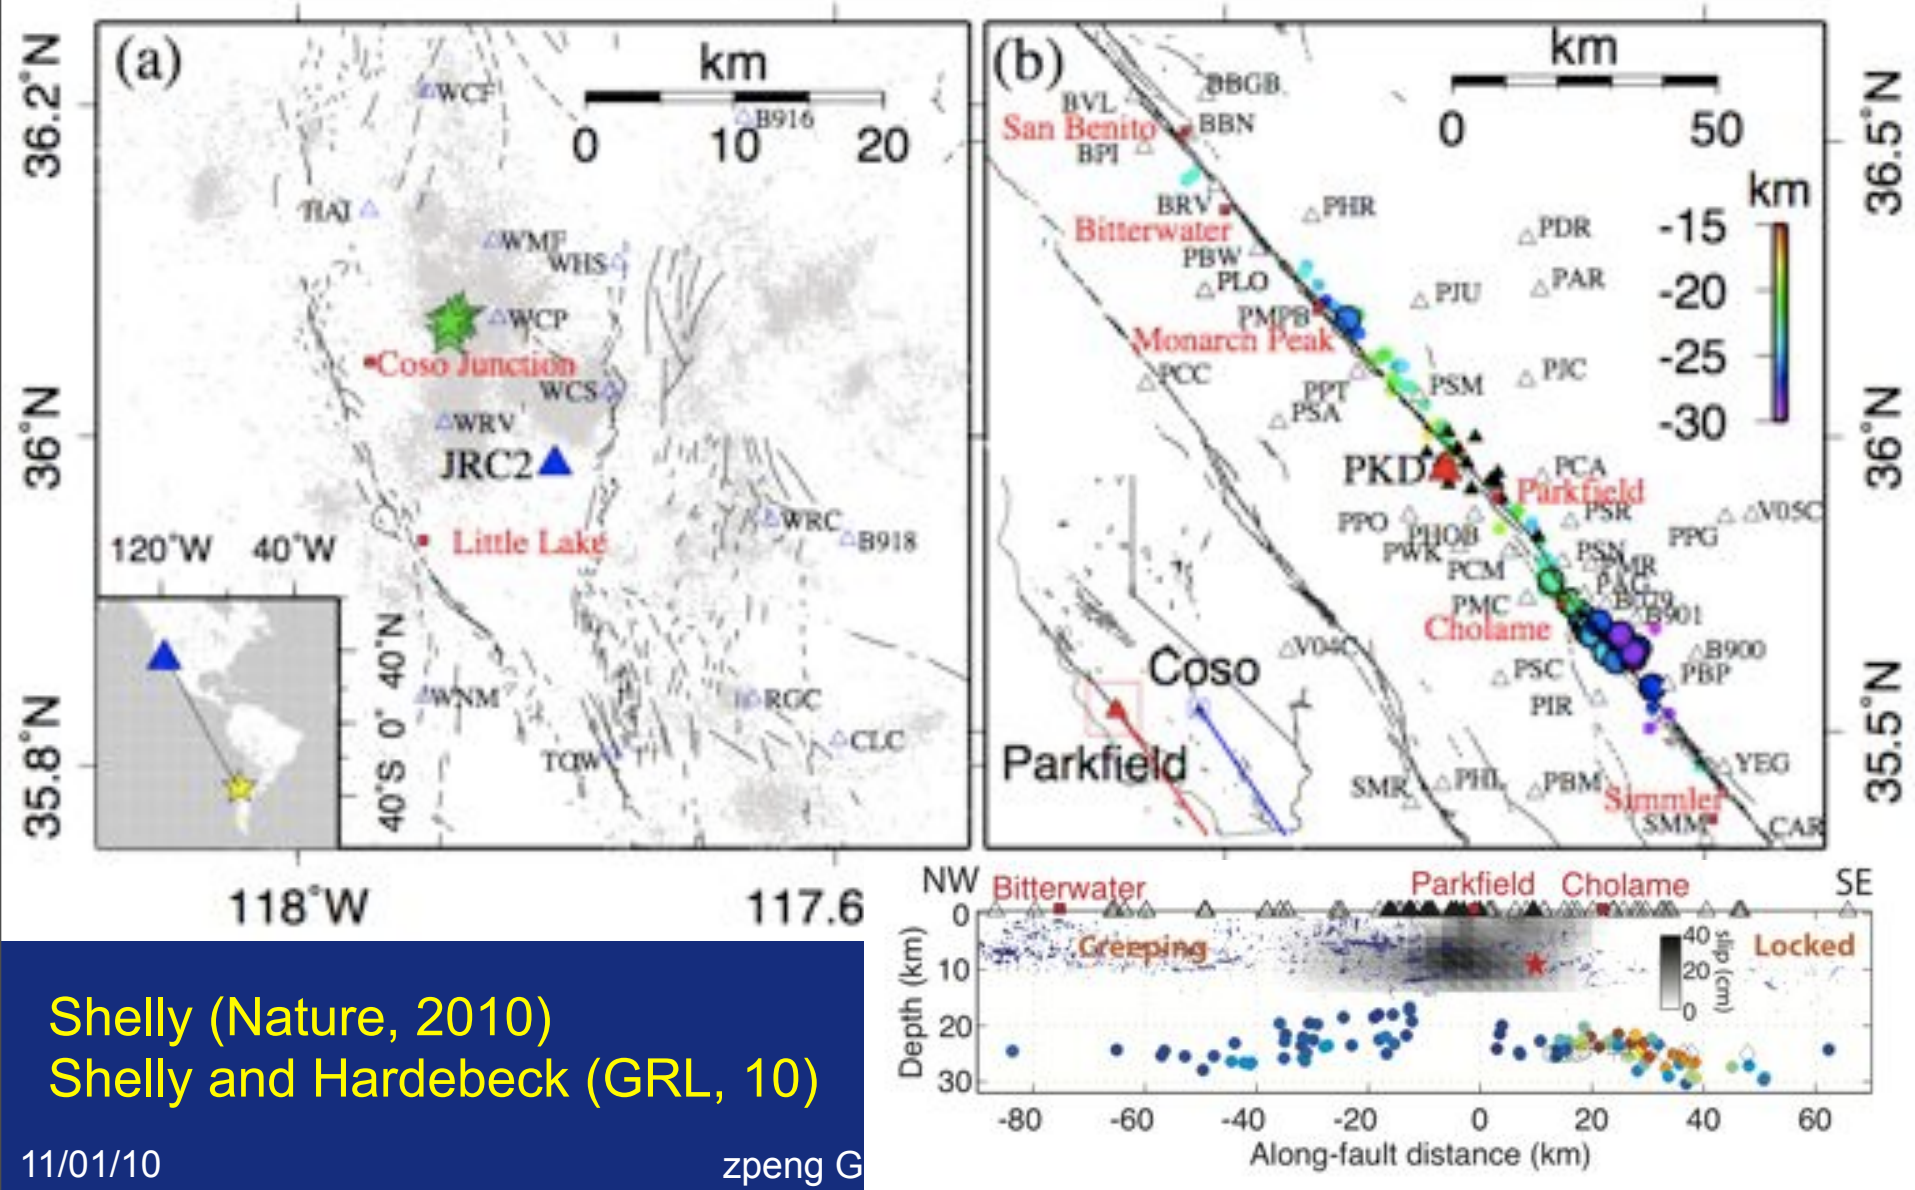 (a)
km
0 10 20
36.2°N
36°N
35.8°N
WCF
B916
HAI
WMF
WHS
WCP
Coso Junction
WCS
WRV
JRC2
WRC
B918
Little Lake
120°W 40°W
40°N
0°
40°S
WNM
RGC
CLC
TOW
118°W
117.6
(b)
km
0 50
36.5°N
36°N
35.5°N
BBGB
BVL
San Benito
BBN
BPI
BRV
PHR
Bitterwater
PDR
PBW
PLO
PAR
PJU
PMPB
Monarch Peak
PCC
PPT
PSM
PJC
PSA
km
-15
-20
-25
-30
PKD
PCA
Parkfield
PPO
PHOB
PSR
V05C
PWK
PPG
PCM
PSN
PMR
PAG
PMC
B079
B901
Cholame
V04C
B900
PSC
PBP
PIR
Coso
Parkfield
YEG
SMR
PHL
PBM
Simmler
SMM
CAR
NW
Bitterwater
Parkfield
Cholame
SE
Creeping
Locked
40
20
0
slip (cm)
0
10
20
30
Depth (km)
-80 -60 -40 -20 0 20 40 60
Along-fault distance (km)
Shelly (Nature, 2010)
Shelly and Hardebeck (GRL, 10)
11/01/10
zpeng G